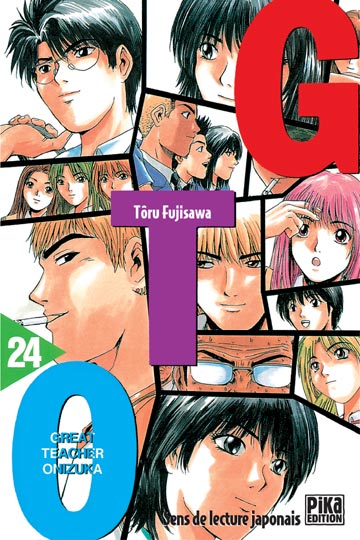 G
Tôru Fujisawa
T
24
O
GREAT
TEACHER
ONIZUKA
Sens de lecture japonais
PiKA
EDITION